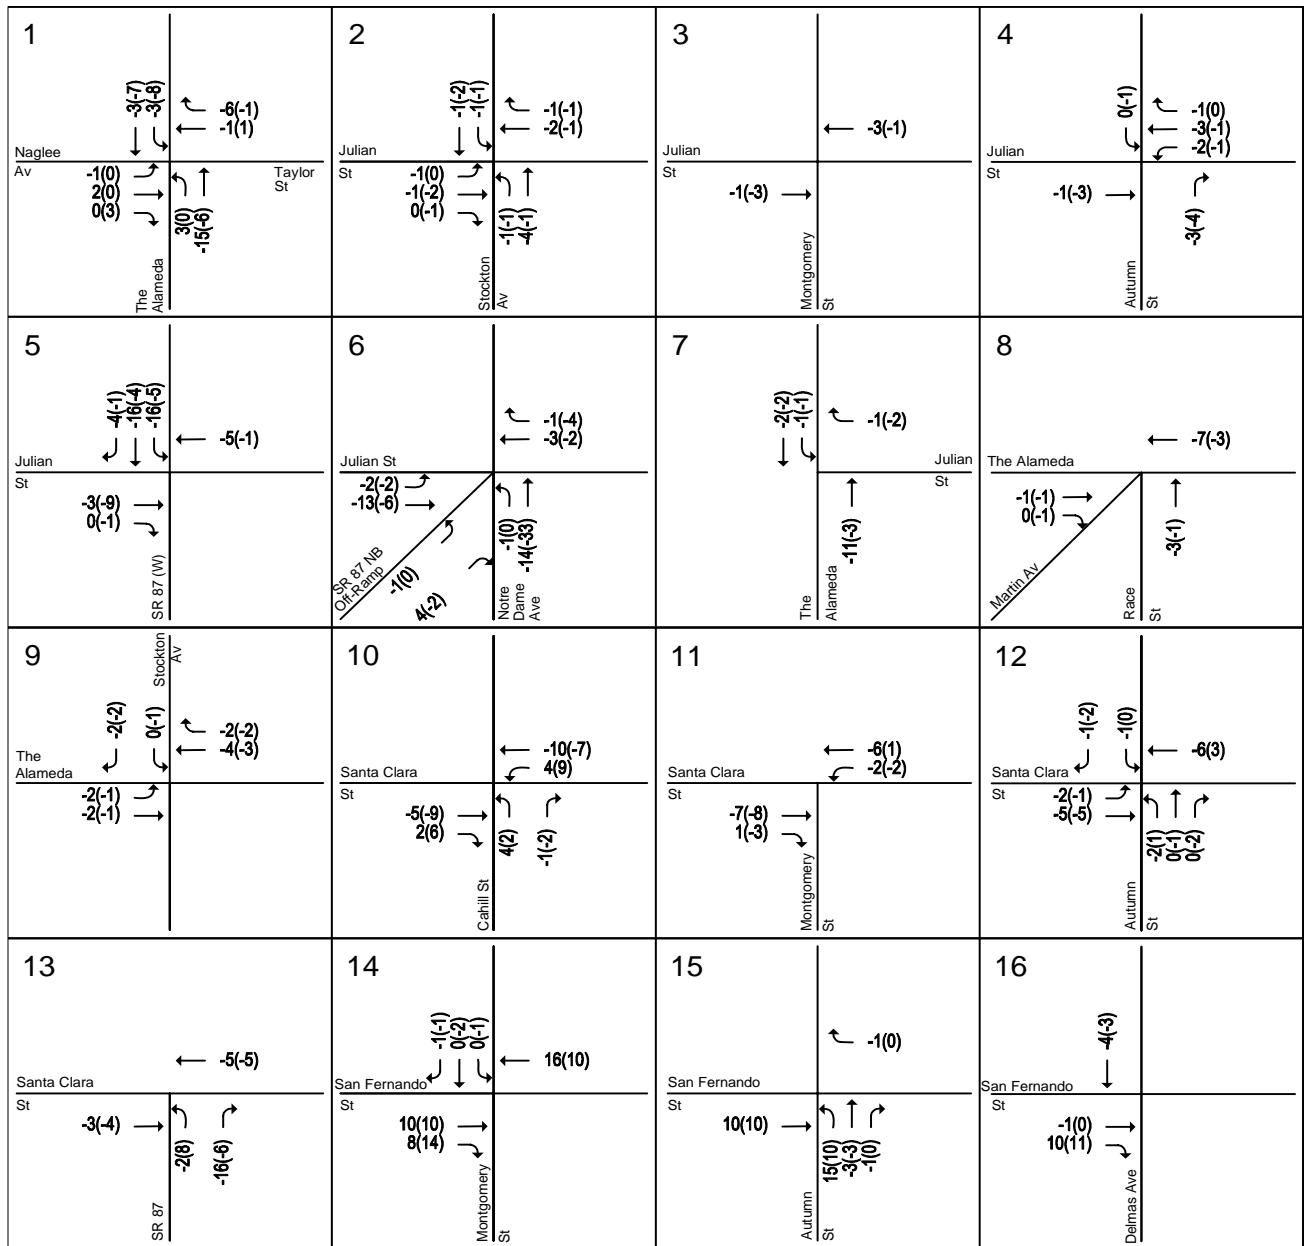 1
-3(-7)
-3(-8)
-6(-1)
-1(1)
Naglee
Av
Taylor
St
-1(0)
2(0)
0(3)
3(0)
-15(-6)
The
Alameda
2
-1(-2)
-1(-1)
-1(-1)
-2(-1)
Julian
St
-1(0)
-1(-2)
0(-1)
-1(-1)
-4(-1)
Stockton
Av
3
-3(-1)
Julian
St
-1(-3)
Montgomery
St
4
0(-1)
-1(0)
-3(-1)
-2(-1)
Julian
St
-1(-3)
-3(-4)
Autumn
St
5
-4(-1)
-16(-4)
-16(-5)
-5(-1)
Julian
St
-3(-9)
0(-1)
SR 87 (W)
6
-1(-4)
-3(-2)
Julian St
-2(-2)
-13(-6)
-1(0)
-14(-33)
SR 87 NB
Off-Ramp
-1(0)
4(-2)
Notre
Dame
Ave
7
-2(-2)
-1(-1)
-1(-2)
Julian
St
-11(-3)
The
Alameda
8
-7(-3)
The Alameda
-1(-1)
0(-1)
-3(-1)
Martin Av
Race
St
9
Stockton
Av
-2(-2)
0(-1)
-2(-2)
-4(-3)
The
Alameda
-2(-1)
-2(-1)
10
-10(-7)
4(9)
Santa Clara
St
-5(-9)
2(6)
4(2)
-1(-2)
Cahill St
11
-6(1)
-2(-2)
Santa Clara
St
-7(-8)
1(-3)
Montgomery
St
12
-1(-2)
-1(0)
-6(3)
Santa Clara
St
-2(-1)
-5(-5)
-2(1)
0(-1)
0(-2)
Autumn
St
13
-5(-5)
Santa Clara
St
-3(-4)
-2(8)
-16(-6)
SR 87
14
-1(-1)
0(-2)
0(-1)
16(10)
San Fernando
St
10(10)
8(14)
Montgomery
St
15
-1(0)
San Fernando
St
10(10)
15(10)
-3(-3)
-1(0)
Autumn
St
16
-4(-3)
San Fernando
St
-1(0)
10(11)
Delmas Ave